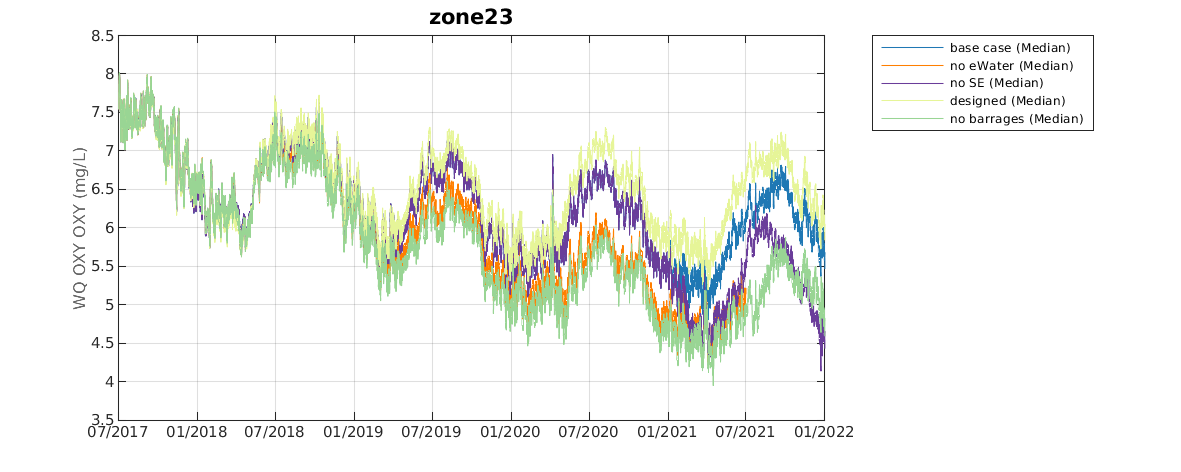 zone23
WQ OXY OXY (mg/L)
8.5
8
7.5
7
6.5
6
5.5
5
4.5
4
3.5
07/2017 01/2018 07/2018 01/2019 07/2019 01/2020 07/2020 01/2021 07/2021 01/2022
base case (Median)
no eWater (Median)
no SE (Median)
designed (Median)
no barrages (Median)